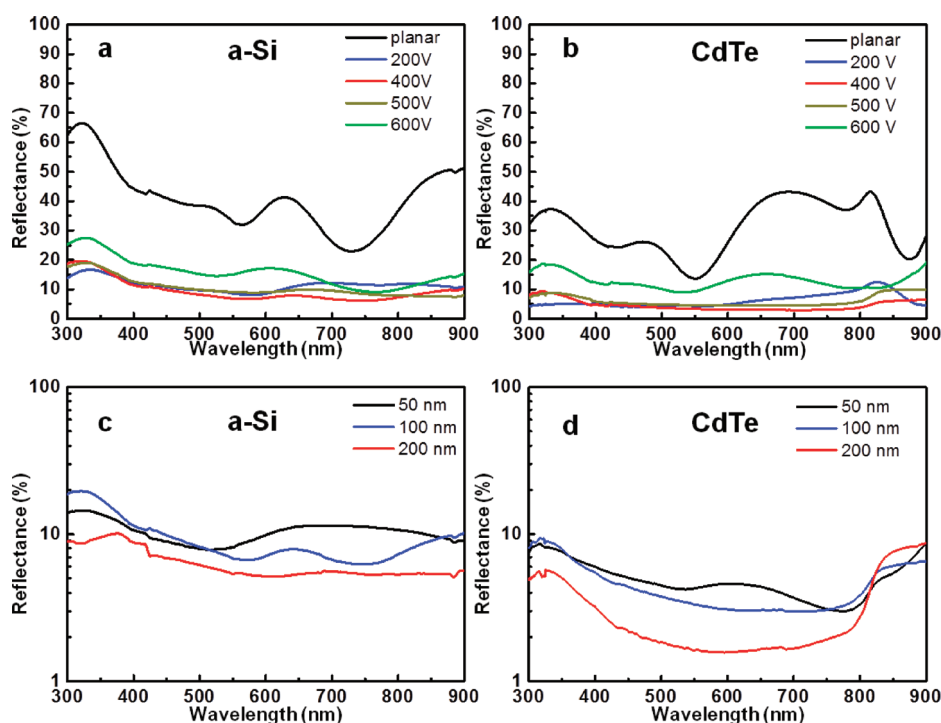 a
a-Si
planar
200V
400V
500V
600V
Reflectance (%)
100
90
80
70
60
50
40
30
20
10
0
300 400 500 600 700 800 900
Wavelength (nm)
b
CdTe
planar
200 V
400 V
500 V
600 V
Reflectance (%)
100
90
80
70
60
50
40
30
20
10
0
300 400 500 600 700 800 900
Wavelength (nm)
c
a-Si
50 nm
100 nm
200 nm
Reflectance (%)
100
10
1
300 400 500 600 700 800 900
Wavelength (nm)
d
CdTe
50 nm
100 nm
200 nm
Reflectance (%)
100
10
1
300 400 500 600 700 800 900
Wavelength (nm)